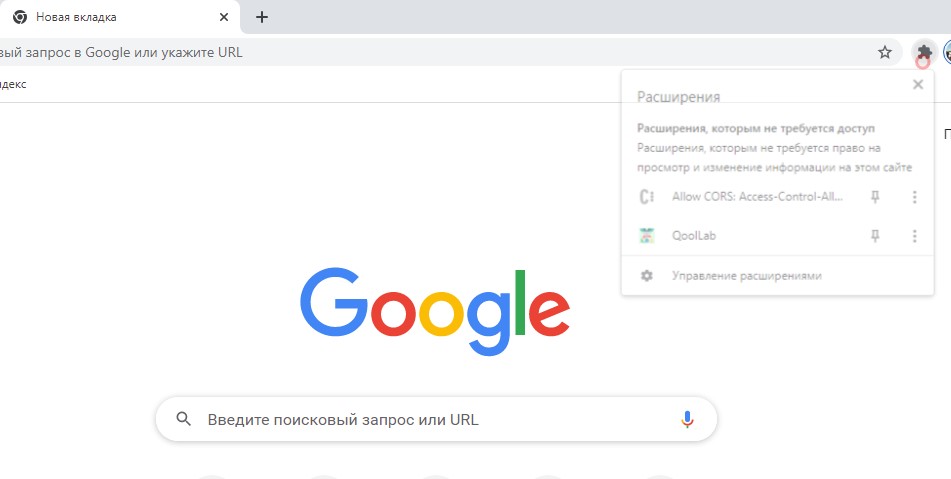 Новая вкладка
вый запрос в Google или укажите URL
ндекс
Расширения
Расширения, которым не требуется доступ
Расширения, которым не требуется право на
просмотр и изменение информации на этом сайте
Allow CORS: Access-Control-All...
QoolLab
Управление расширениями
Google
Введите поисковый запрос или URL